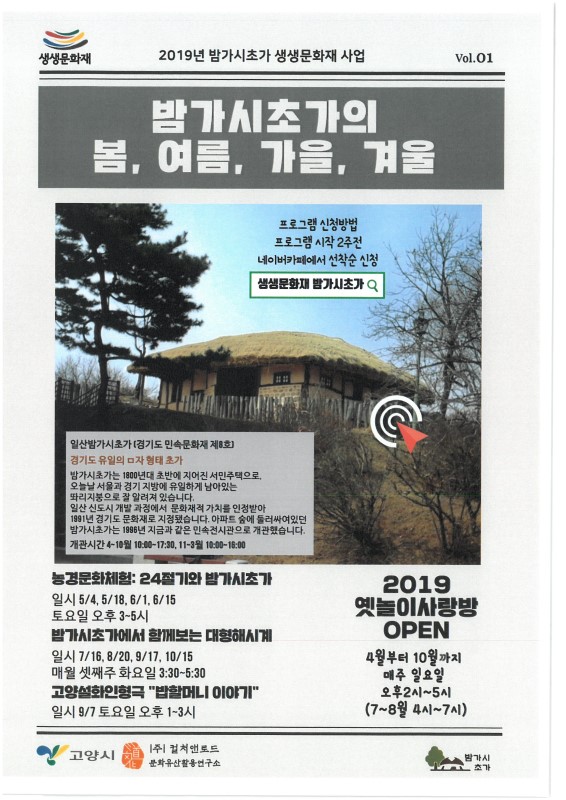 생생문화재
2019년 밤가시초가 생생문화재 사업
Vol.01
밤가시초가의
봄, 여름, 가을, 겨울
프로그램 신청방법
프로그램 시작 2주전
네이버카페에서 선착순 신청
생생문화재 밤가시초가
일산밤가시초가 (경기도 민속문화재 제8호)
경기도 유일의 ㅁ자 형태 초가
밤가시초가는 1800년대 초반에 지어진 서민주택으로,
오늘날 서울과 경기 지방에 유일하게 남아있는
똬리지붕으로 잘 알려져 있습니다.
일산 신도시 개발 과정에서 문화재적 가치를 인정받아
1991년 경기도 문화재로 지정됐습니다. 아파트 숲에 둘러싸여있던
밤가시초가는 1996년 지금과 같은 민속전시관으로 개관했습니다.
개관시간 4-10월 10:00-17:30, 11-3월 10:00-16:00
농경문화체험: 24절기와 밤가시초가
일시 5/4, 5/18, 6/1, 6/15
토요일 오후 3~5시
밤가시초가에서 함께보는 대형해시계
일시 7/16, 8/20, 9/17, 10/15
매월 셋째주 화요일 3:30~5:30
고양설화인형극 "밥할머니 이야기"
일시 9/7 토요일 오후 1~3시
2019
옛놀이사랑방
OPEN
4월부터 10월까지
매주 일요일
오후2시~5시
(7~8월 4시~7시)
고양시
(주) 컬처앤로드
문화유산활용연구소
밤가시
초가